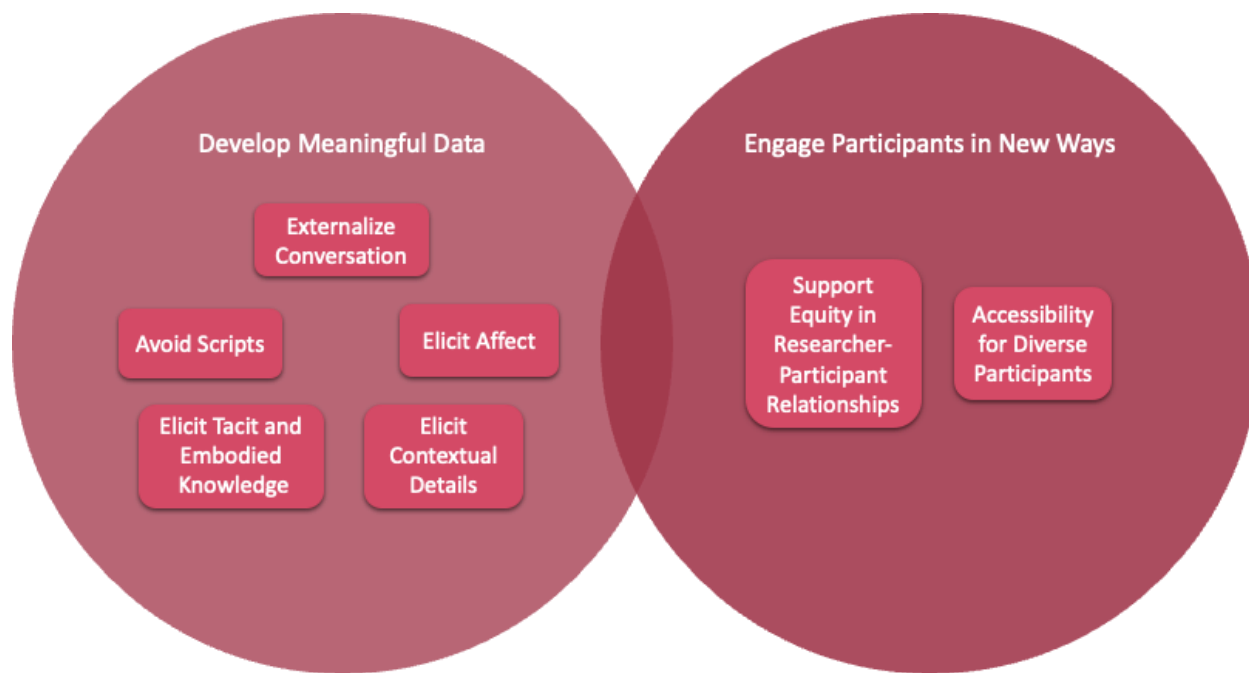 Develop Meaningful Data
Externalize
Conversation
Avoid Scripts
Elicit Affect
Elicit Tacit and
Embodied
Knowledge
Elicit
Contextual
Details
Engage Participants in New Ways
Support
Equity in
Researcher-
Participant
Relationships
Accessibility
for Diverse
Participants